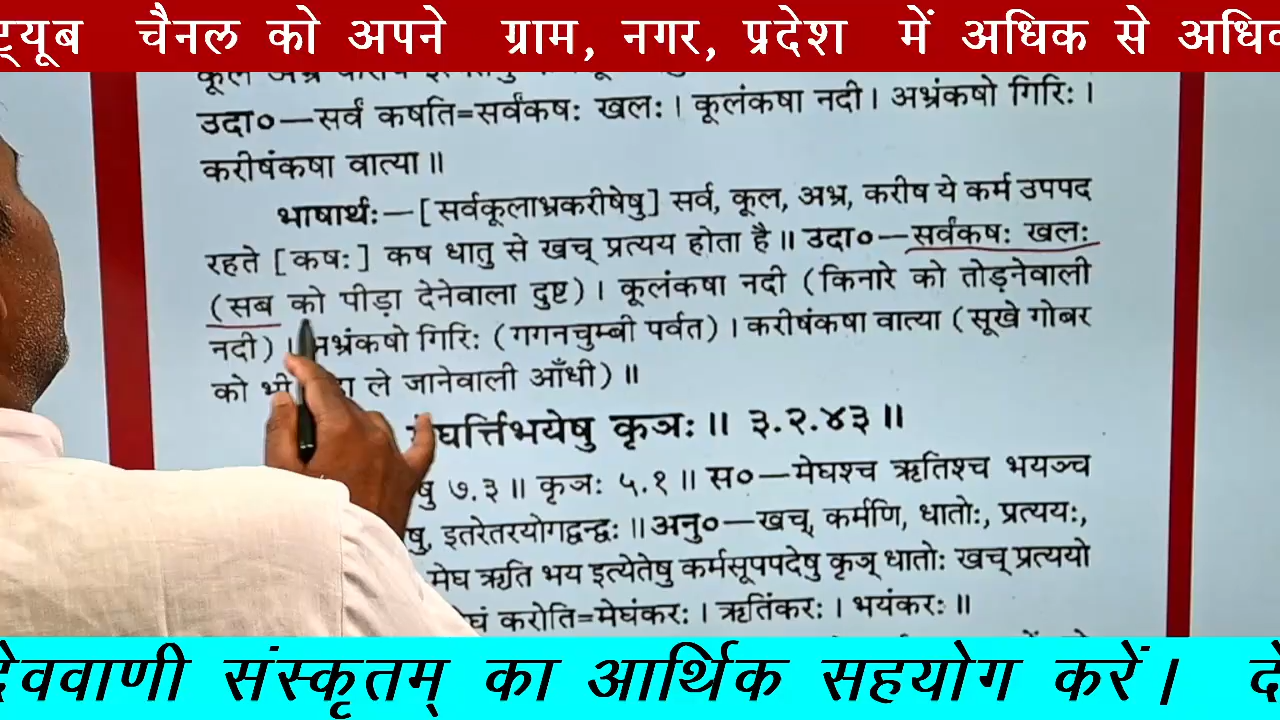 चैनल को अपने ग्राम, नगर, प्रदेश में अधिक से
उदा०—सर्वं कषति=सर्वंकषः खलः। कूलंकषा नदी। अभ्रंकषो गिरिः।
करीषंकषा वात्या॥
भाषार्थः—[सर्वकूलाभ्रकरीषेषु] सर्व, कूल, अभ्र, करीष ये कर्म उपपद
रहते [कषः] कष धातु से खच् प्रत्यय होता है॥ उदा०—सर्वंकषः खलः
(सब को पीड़ा देनेवाला दुष्ट)। कूलंकषा नदी (किनारे को तोड़नेवाली
नदी)। भ्रंकषो गिरिः (गगनचुम्बी पर्वत)। करीषंकषा वात्या (सूखे गोबर
को ले जानेवाली आँधी)॥
घर्त्तिभयेषु कृञः॥ ३.२.४३॥
षु ७.३॥ कृञः ५.१॥ स०—मेघश्च ऋतिश्च भयञ्च
षु, इतरेतरयोगद्वन्द्वः॥ अनु०—खच्, कर्मणि, धातोः, प्रत्ययः,
मेघ ऋति भय इत्येतेषु कर्मसूपपदेषु कृञ् धातोः खच् प्रत्ययो
घं करोति=मेघंकरः। ऋतिंकरः। भयंकरः॥
देववाणी संस्कृतम् का आर्थिक सहयोग करें।